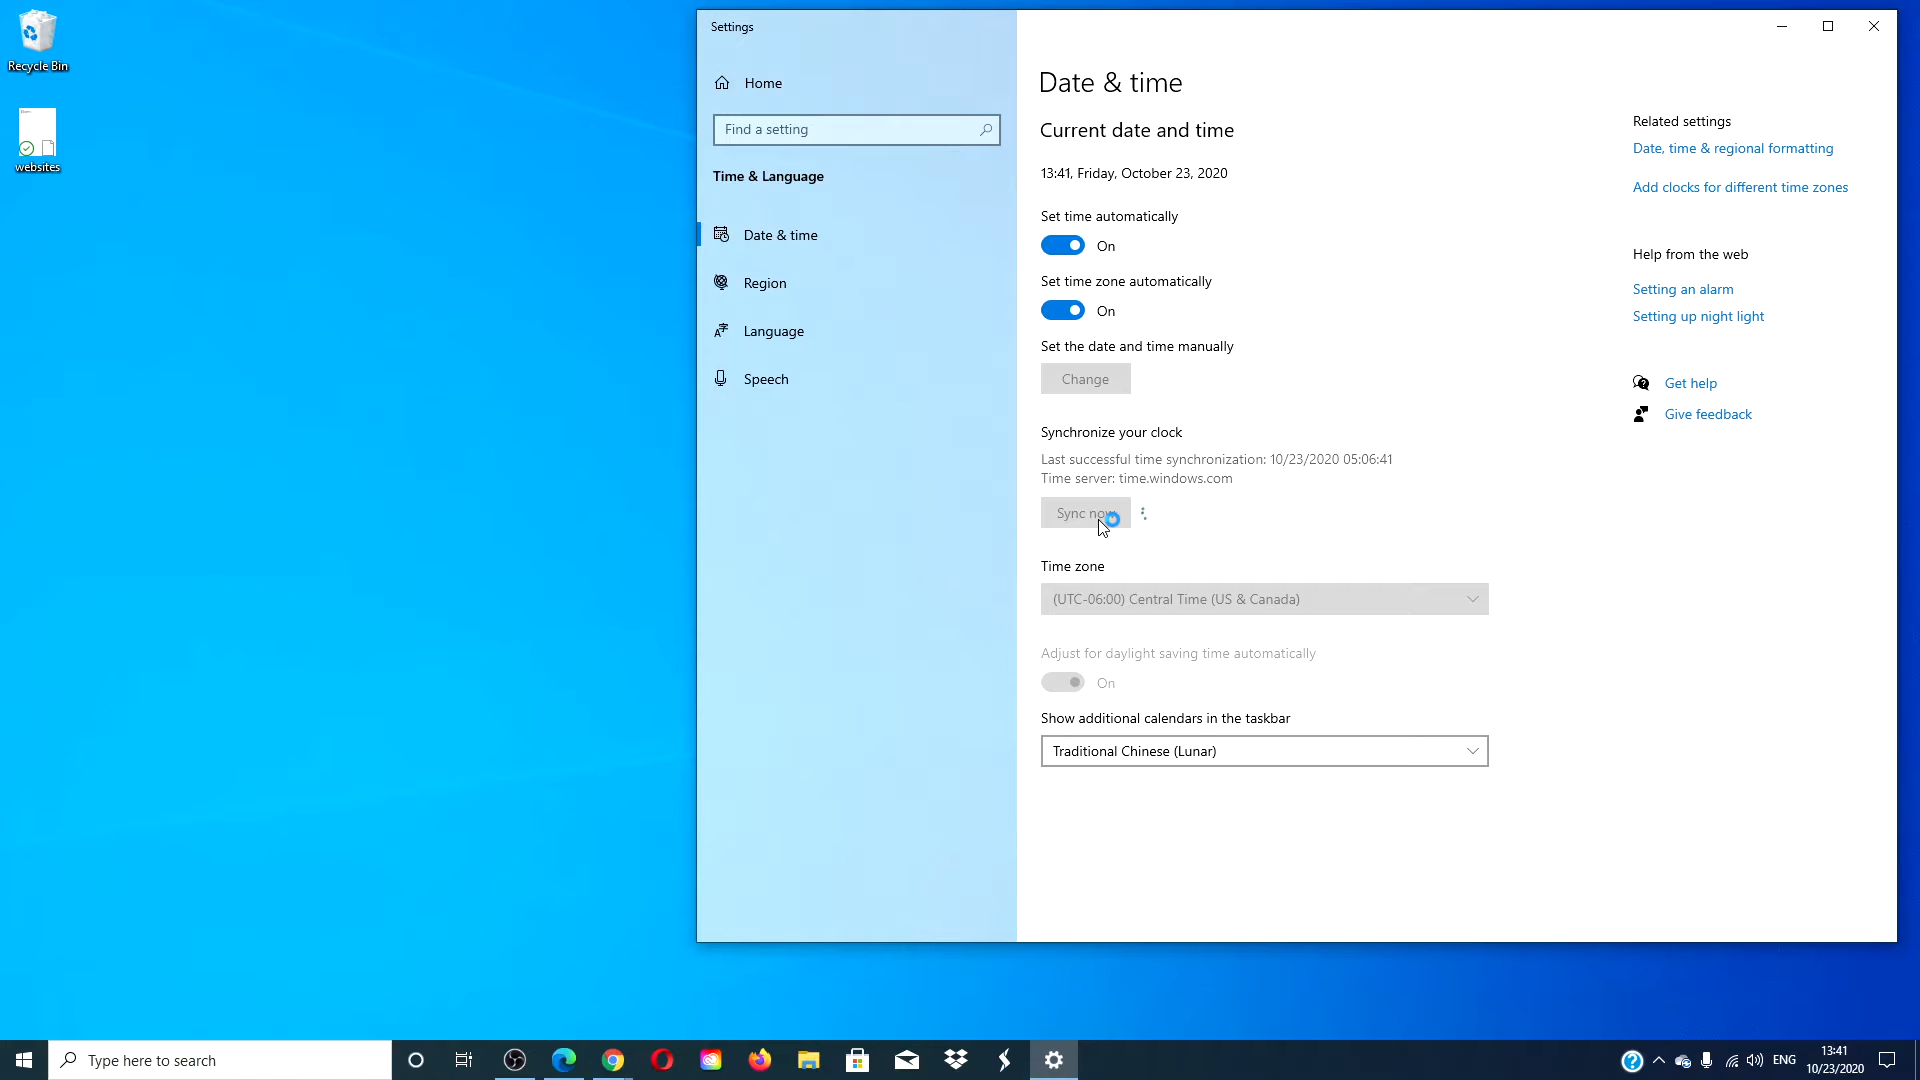 Recycle Bin
websites
Settings
Home
Find a setting
Time & Language
Date & time
Region
Language
Speech
Date & time
Current date and time
13:41, Friday, October 23, 2020
Set time automatically
On
Set time zone automatically
On
Set the date and time manually
Change
Synchronize your clock
Last successful time synchronization: 10/23/2020 05:06:41
Time server: time.windows.com
Sync now
Time zone
(UTC-06:00) Central Time (US & Canada)
Adjust for daylight saving time automatically
On
Show additional calendars in the taskbar
Traditional Chinese (Lunar)
Related settings
Date, time & regional formatting
Add clocks for different time zones
Help from the web
Setting an alarm
Setting up night light
Get help
Give feedback
Type here to search
ENG
13:41
10/23/2020